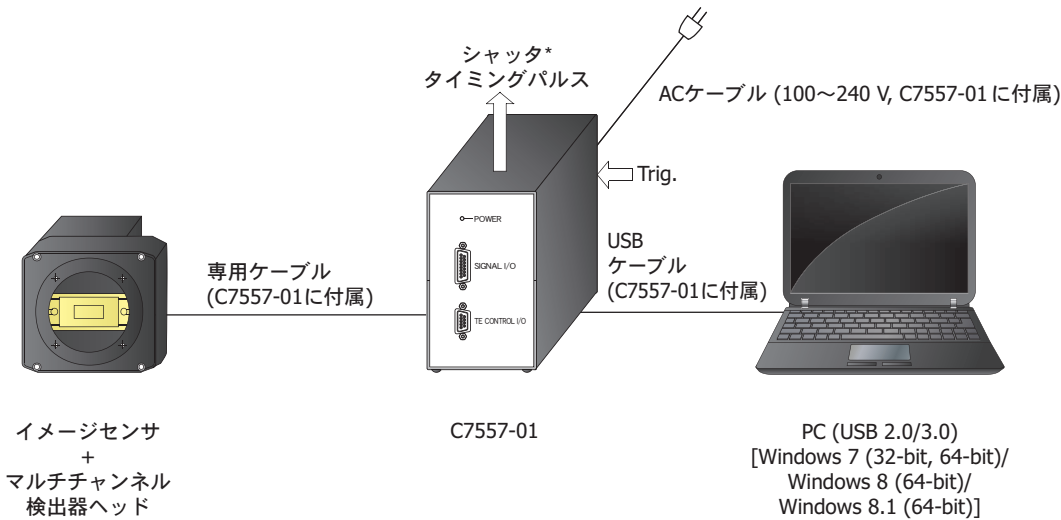 シャッタ*
タイミングパルス
ACケーブル (100～240 V, C7557-01に付属)
Trig.
POWER
SIGNAL I/O
TE CONTROL I/O
専用ケーブル
(C7557-01に付属)
USB
ケーブル
(C7557-01に付属)
イメージセンサ
+
マルチチャンネル
検出器ヘッド
C7557-01
PC (USB 2.0/3.0)
[Windows 7 (32-bit, 64-bit)/
Windows 8 (64-bit)/
Windows 8.1 (64-bit)]